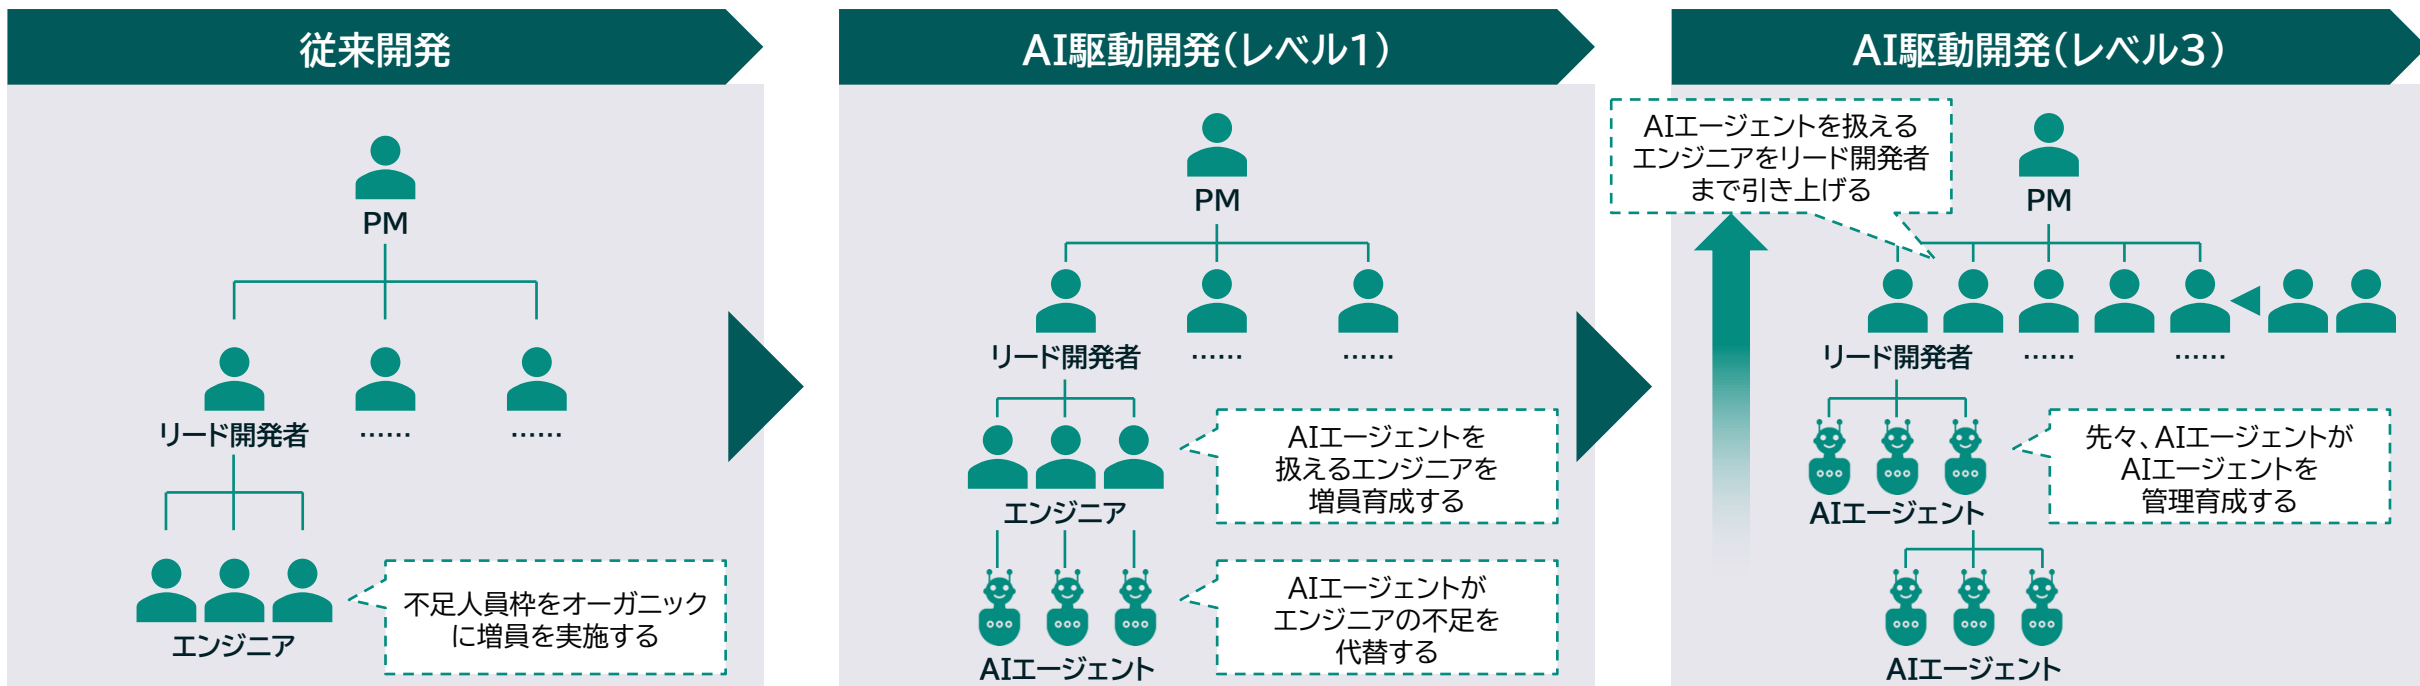 従来開発
PM
リード開発者
……
……
エンジニア
不足人員枠をオーガニック
に増員を実施する
AI駆動開発(レベル1)
PM
リード開発者
……
……
エンジニア
AIエージェントを
扱えるエンジニアを
増員育成する
AIエージェント
AIエージェントが
エンジニアの不足を
代替する
AI駆動開発(レベル3)
AIエージェントを扱える
エンジニアをリード開発者
まで引き上げる
PM
リード開発者
……
……
AIエージェント
先々、AIエージェントが
AIエージェントを
管理育成する
AIエージェント